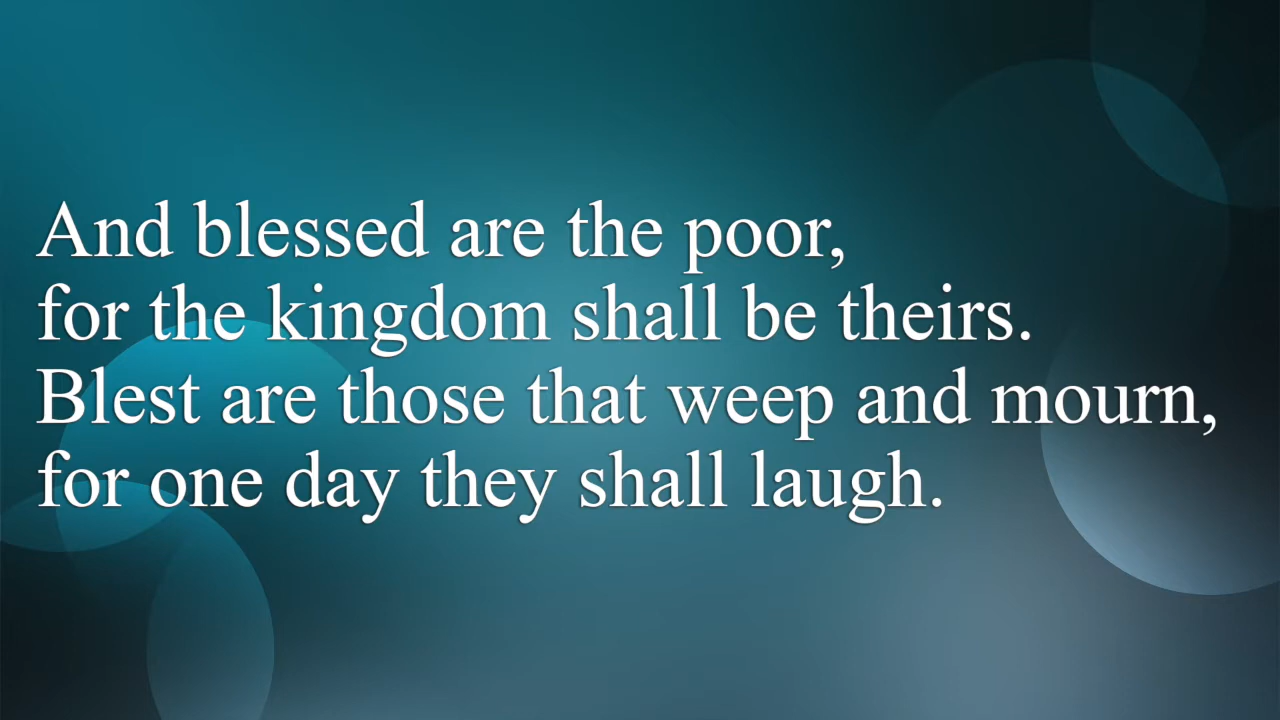 And blessed are the poor,
for the kingdom shall be theirs.
Blest are those that weep and mourn,
for one day they shall laugh.